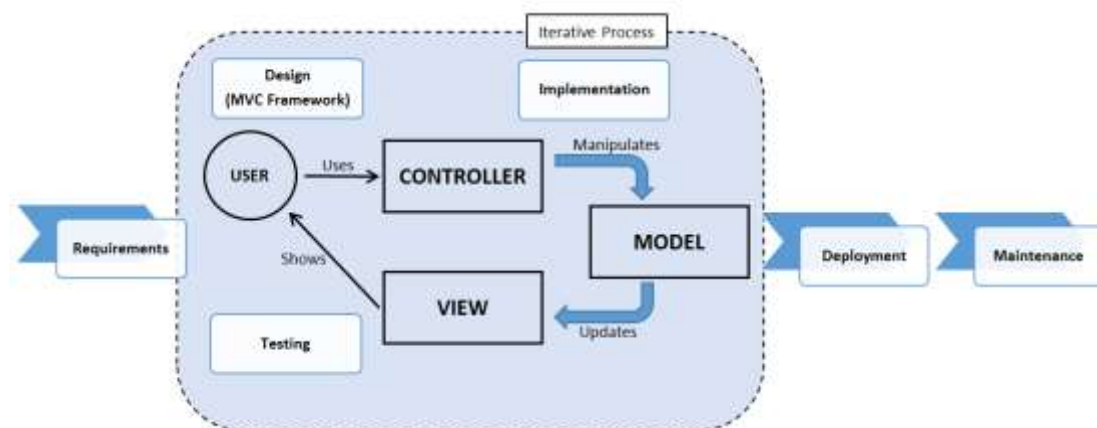 Iterative Process
Design
(MVC Framework)
Implementation
Manipulates
USER
Uses
CONTROLLER
Requirements
MODEL
Deployment
Maintenance
Shows
VIEW
Updates
Testing